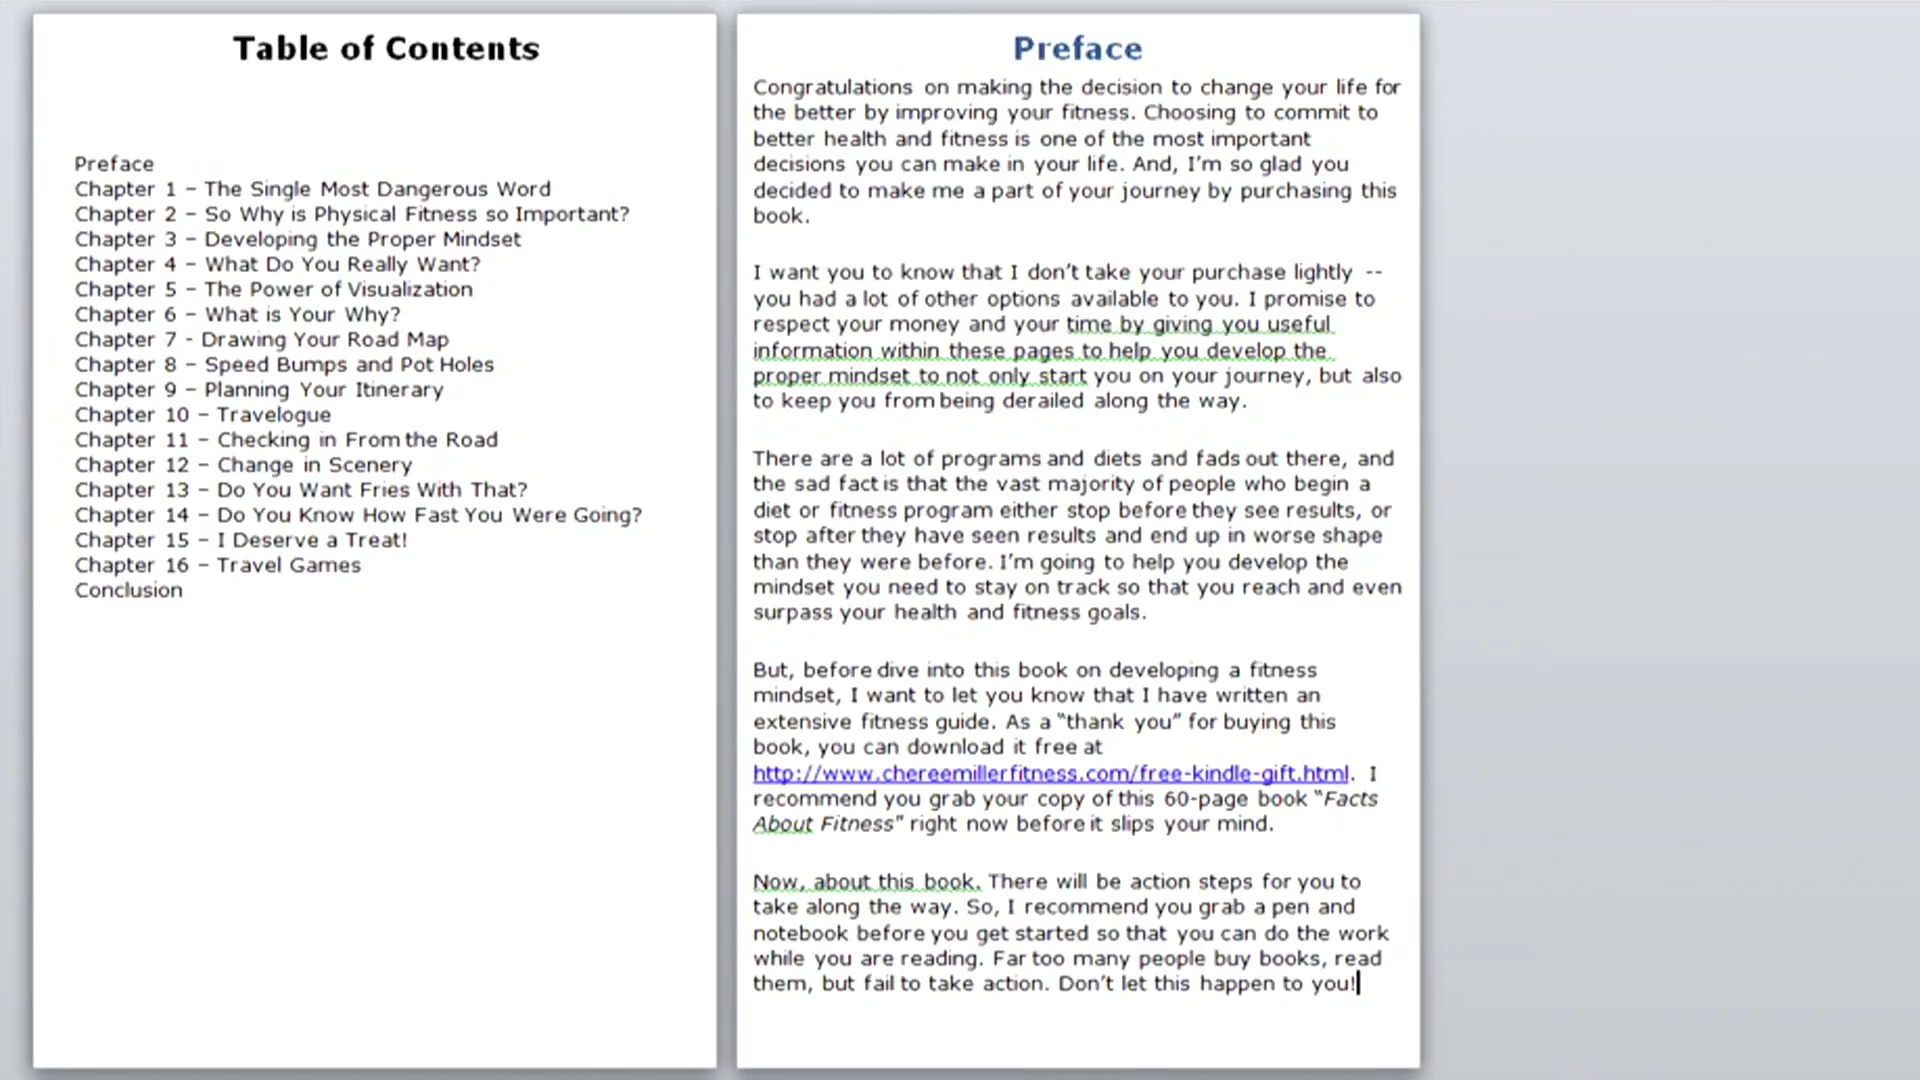 Table of Contents
Preface
Chapter 1 – The Single Most Dangerous Word
Chapter 2 – So Why is Physical Fitness so Important?
Chapter 3 – Developing the Proper Mindset
Chapter 4 – What Do You Really Want?
Chapter 5 – The Power of Visualization
Chapter 6 – What is Your Why?
Chapter 7 - Drawing Your Road Map
Chapter 8 – Speed Bumps and Pot Holes
Chapter 9 – Planning Your Itinerary
Chapter 10 – Travelogue
Chapter 11 – Checking in From the Road
Chapter 12 – Change in Scenery
Chapter 13 – Do You Want Fries With That?
Chapter 14 – Do You Know How Fast You Were Going?
Chapter 15 – I Deserve a Treat!
Chapter 16 – Travel Games
Conclusion
Preface
Congratulations on making the decision to change your life for
the better by improving your fitness. Choosing to commit to
better health and fitness is one of the most important
decisions you can make in your life. And, I’m so glad you
decided to make me a part of your journey by purchasing this
book.
I want you to know that I don’t take your purchase lightly --
you had a lot of other options available to you. I promise to
respect your money and your time by giving you useful
information within these pages to help you develop the
proper mindset to not only start you on your journey, but also
to keep you from being derailed along the way.
There are a lot of programs and diets and fads out there, and
the sad fact is that the vast majority of people who begin a
diet or fitness program either stop before they see results, or
stop after they have seen results and end up in worse shape
than they were before. I’m going to help you develop the
mindset you need to stay on track so that you reach and even
surpass your health and fitness goals.
But, before dive into this book on developing a fitness
mindset, I want to let you know that I have written an
extensive fitness guide. As a “thank you” for buying this
book, you can download it free at
http://www.chereemillerfitness.com/free-kindle-gift.html. I
recommend you grab your copy of this 60-page book “Facts
About Fitness” right now before it slips your mind.
Now, about this book. There will be action steps for you to
take along the way. So, I recommend you grab a pen and
notebook before you get started so that you can do the work
while you are reading. Far too many people buy books, read
them, but fail to take action. Don’t let this happen to you!